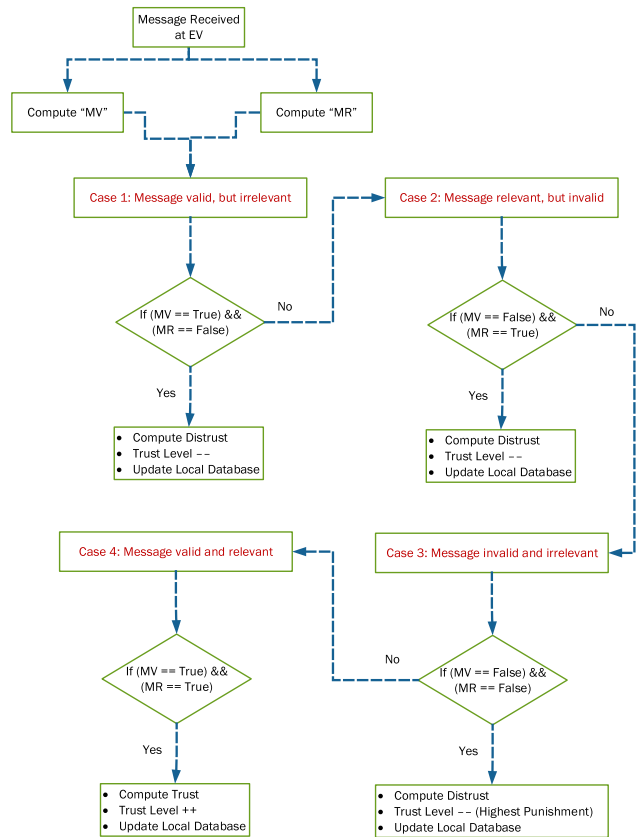 Message Received
at EV
Compute “MV”
Compute “MR”
Case 1: Message valid, but irrelevant
Case 2: Message relevant, but invalid
If (MV == True) &&
(MR == False)
No
If (MV == False) &&
(MR == True)
No
Yes
Yes
• Compute Distrust
• Trust Level --
• Update Local Database
• Compute Distrust
• Trust Level --
• Update Local Database
Case 4: Message valid and relevant
Case 3: Message invalid and irrelevant
If (MV == True) &&
(MR == True)
No
If (MV == False) &&
(MR == False)
Yes
Yes
• Compute Trust
• Trust Level ++
• Update Local Database
• Compute Distrust
• Trust Level -- (Highest Punishment)
• Update Local Database